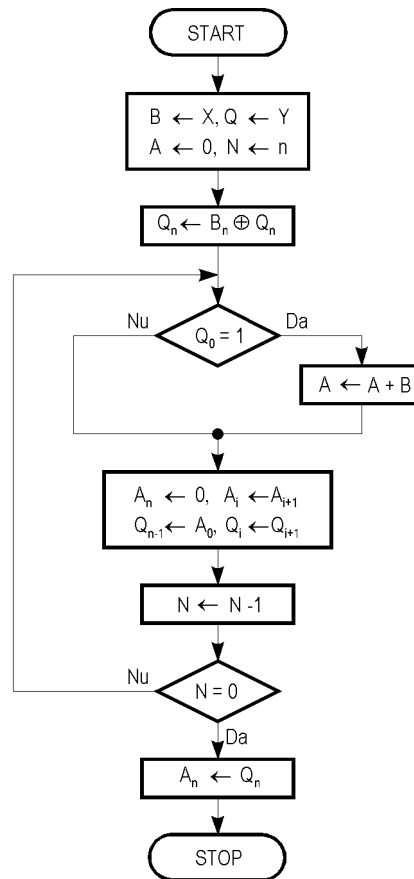 START
B ← X, Q ← Y
A ← 0, N ← n
Qₙ ← Bₙ ⊕ Qₙ
Nu
Q₀ = 1
Da
A ← A + B
Aₙ ← 0, Aᵢ ← Aᵢ₊₁
Qₙ₋₁ ← A₀, Qᵢ ← Qᵢ₊₁
N ← N -1
Nu
N = 0
Da
Aₙ ← Qₙ
STOP